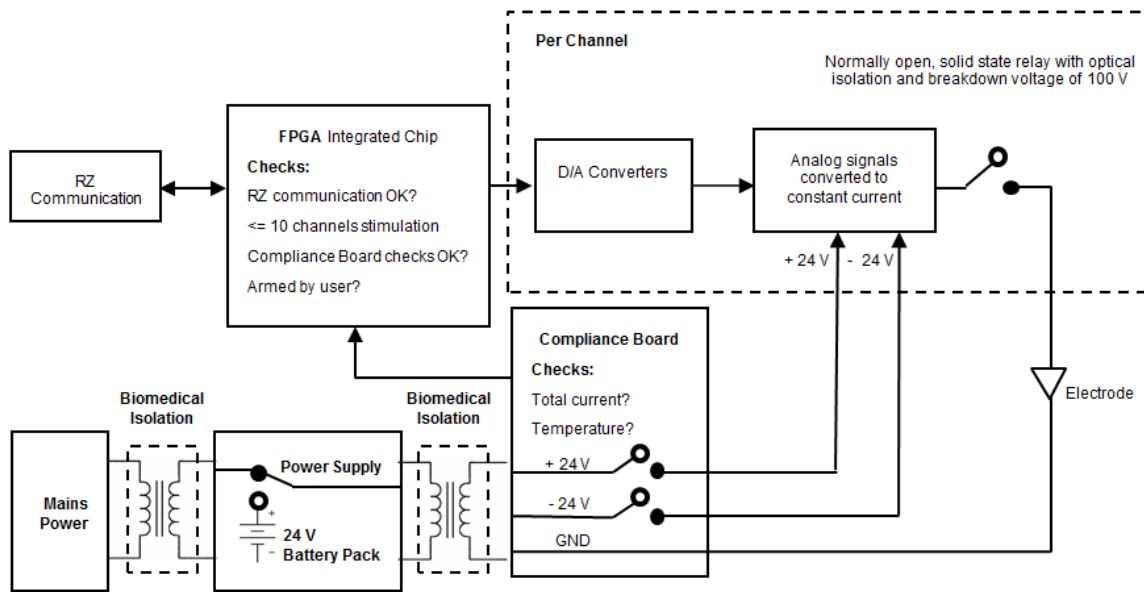 Per Channel
Normally open, solid state relay with optical
isolation and breakdown voltage of 100 V
FPGA Integrated Chip
Checks:
RZ communication OK?
<= 10 channels stimulation
Compliance Board checks OK?
Armed by user?
RZ
Communication
D/A Converters
Analog signals
converted to
constant current
+ 24 V - 24 V
Compliance Board
Checks:
Total current?
Temperature?
+ 24 V
- 24 V
GND
Electrode
Biomedical
Isolation
Biomedical
Isolation
Mains
Power
Power Supply
+
-
24 V
Battery Pack